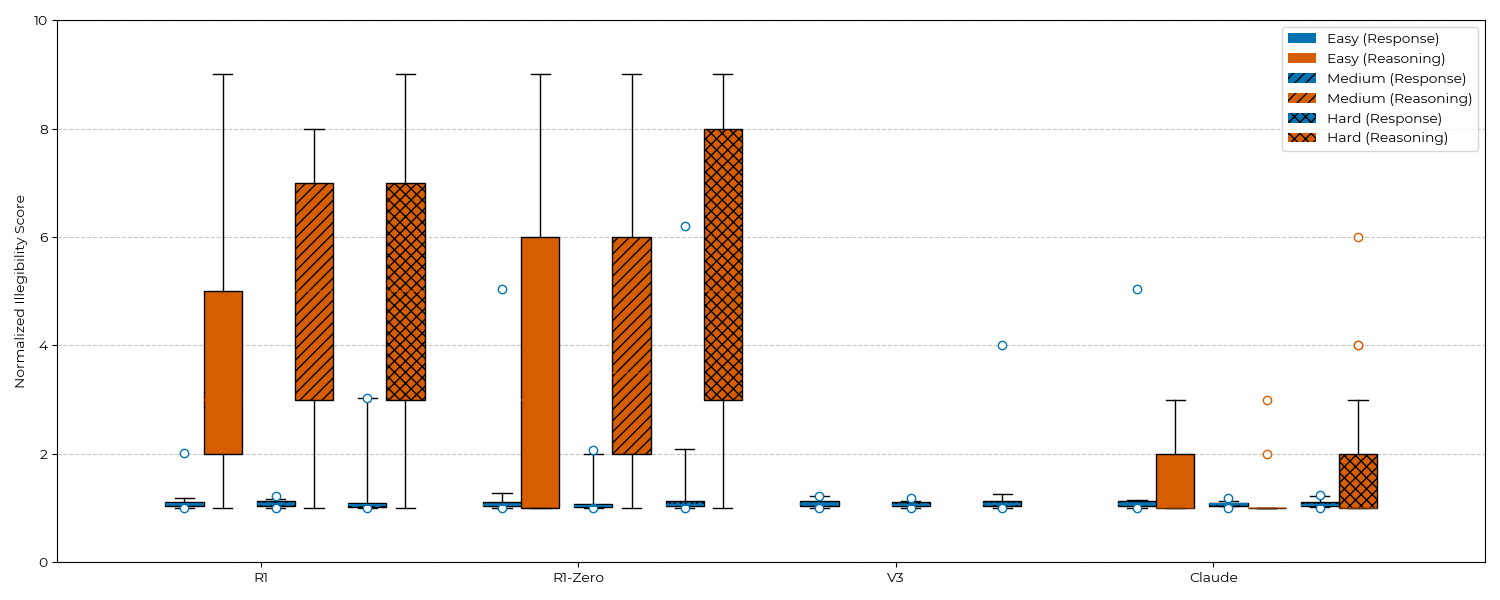 Normalized Illegibility Score
10
8
6
4
2
0
R1
R1-Zero
V3
Claude
Easy (Response)
Easy (Reasoning)
Medium (Response)
Medium (Reasoning)
Hard (Response)
Hard (Reasoning)